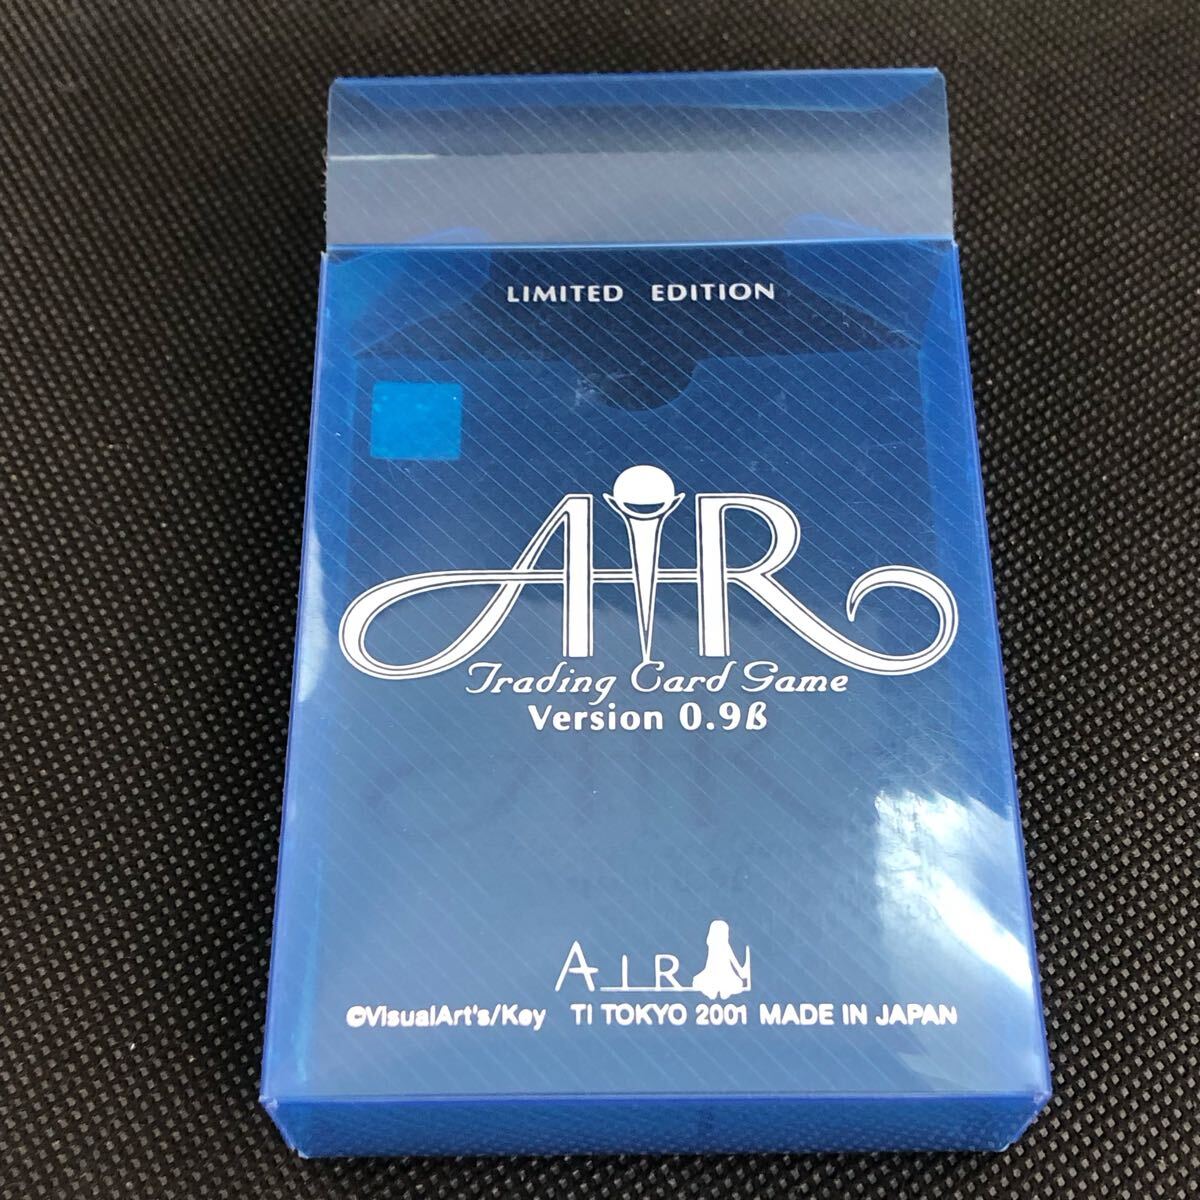 LIMITED EDITION
AIR
Trading Card Game
Version 0.9ß
AIR
©VisualArt's/Key TI TOKYO 2001 MADE IN JAPAN